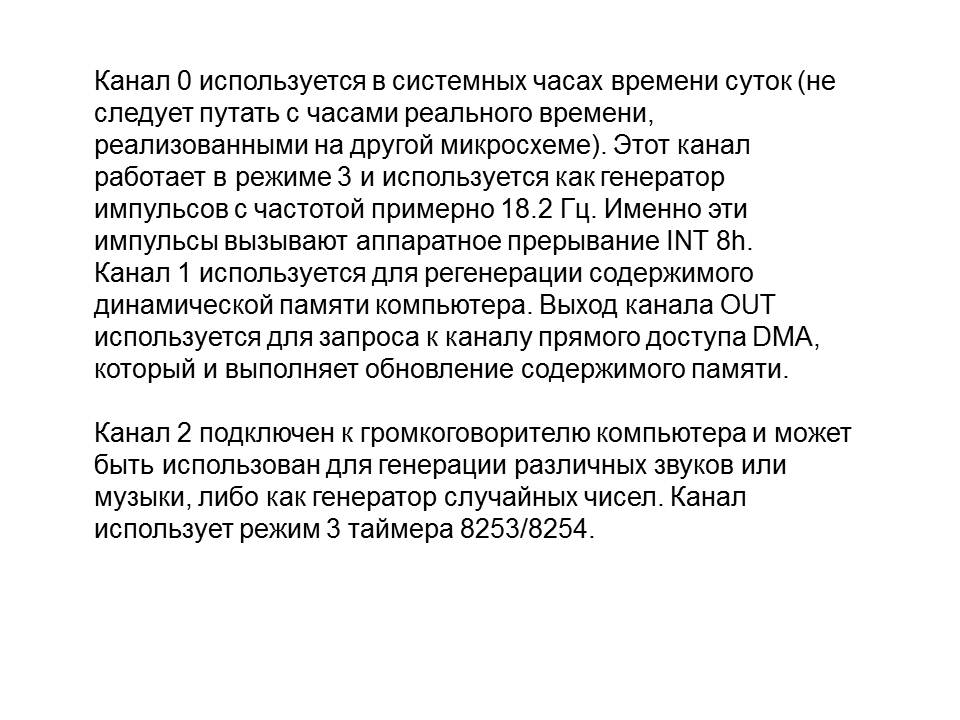 Канал 0 используется в системных часах времени суток (не
следует путать с часами реального времени,
реализованными на другой микросхеме). Этот канал
работает в режиме 3 и используется как генератор
импульсов с частотой примерно 18.2 Гц. Именно эти
импульсы вызывают аппаратное прерывание INT 8h.
Канал 1 используется для регенерации содержимого
динамической памяти компьютера. Выход канала OUT
используется для запроса к каналу прямого доступа DMA,
который и выполняет обновление содержимого памяти.
Канал 2 подключен к громкоговорителю компьютера и может
быть использован для генерации различных звуков или
музыки, либо как генератор случайных чисел. Канал
использует режим 3 таймера 8253/8254.